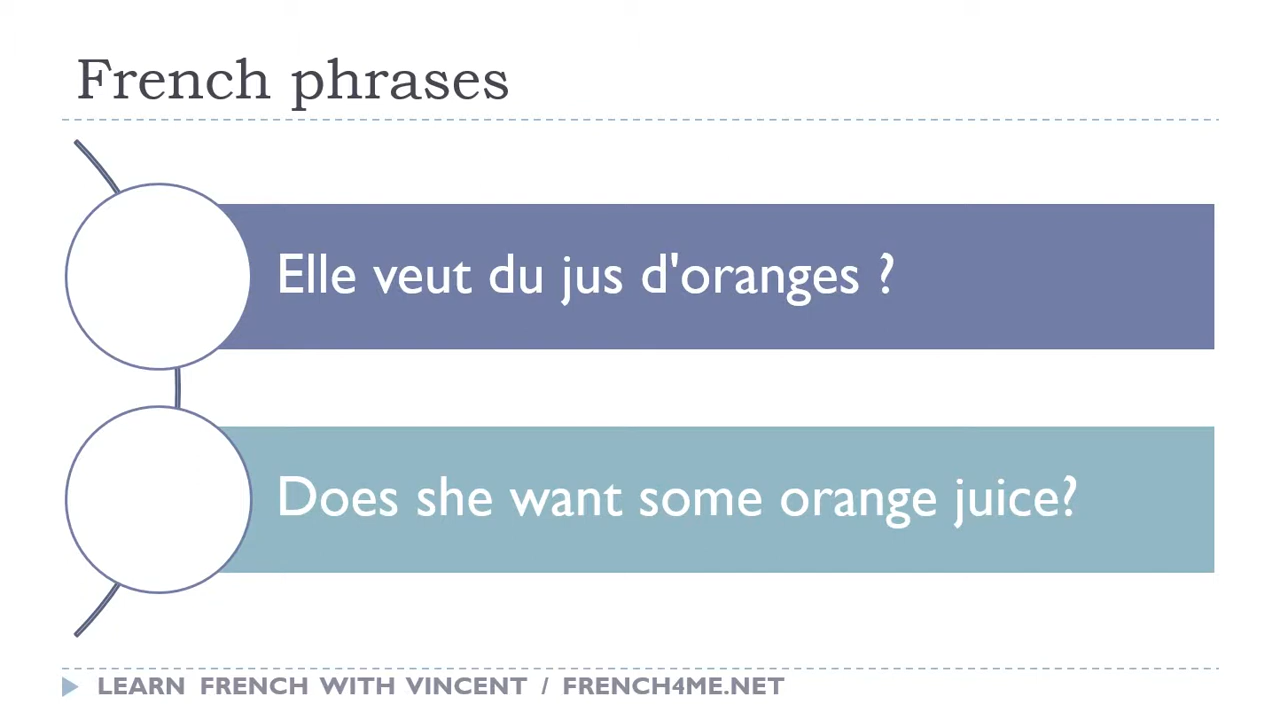 French phrases
Elle veut du jus d'oranges ?
Does she want some orange juice?
LEARN FRENCH WITH VINCENT / FRENCH4ME.NET